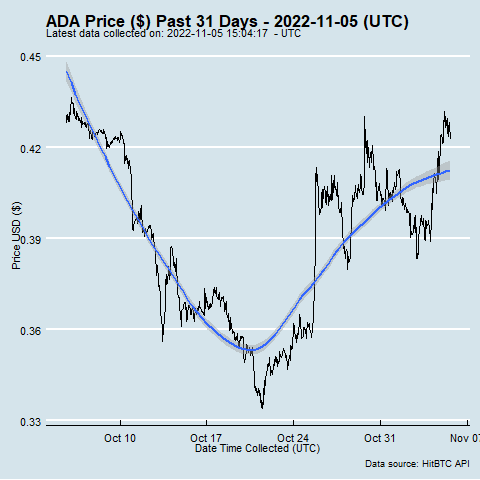 ADA Price ($) Past 31 Days - 2022-11-05 (UTC)
Latest data collected on: 2022-11-05 15:04:17 - UTC
0.45
0.42
0.39
0.36
0.33
Price USD ($)
Oct 10
Oct 17
Oct 24
Oct 31
Nov 07
Date Time Collected (UTC)
Data source: HitBTC API